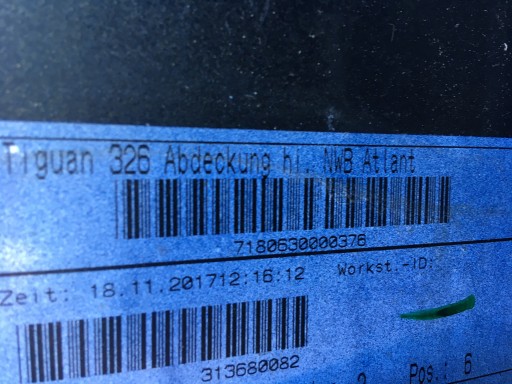 Tiguan 326 Abdeckung hi. NWB Atlant
7180630000376
Zeit: 18.11.201712:16:12 Workst.-ID:
313680082
Pos.: 6